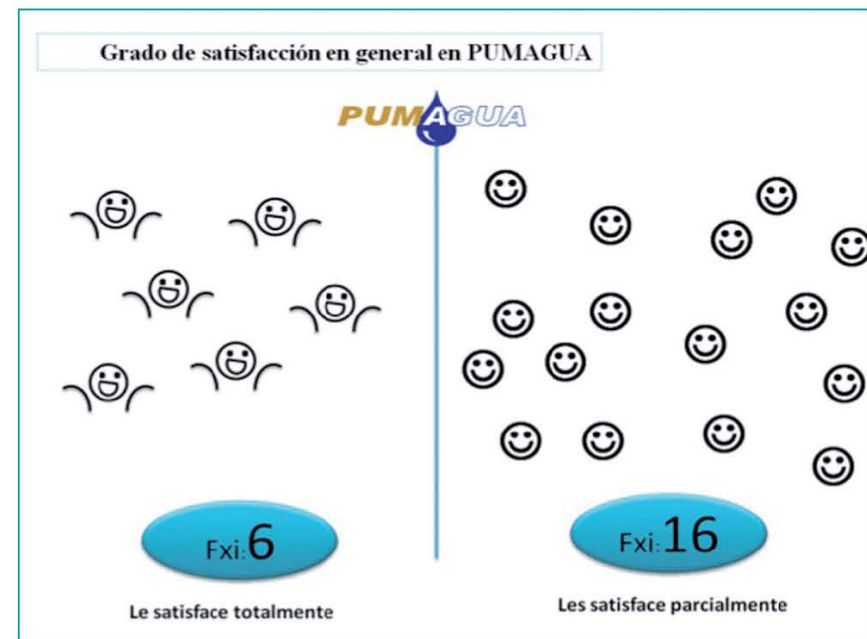 Grado de satisfacción en general en PUMAGUA
PUMAGUA
Fxi:6
Le satisface totalmente
Fxi:16
Les satisface parcialmente